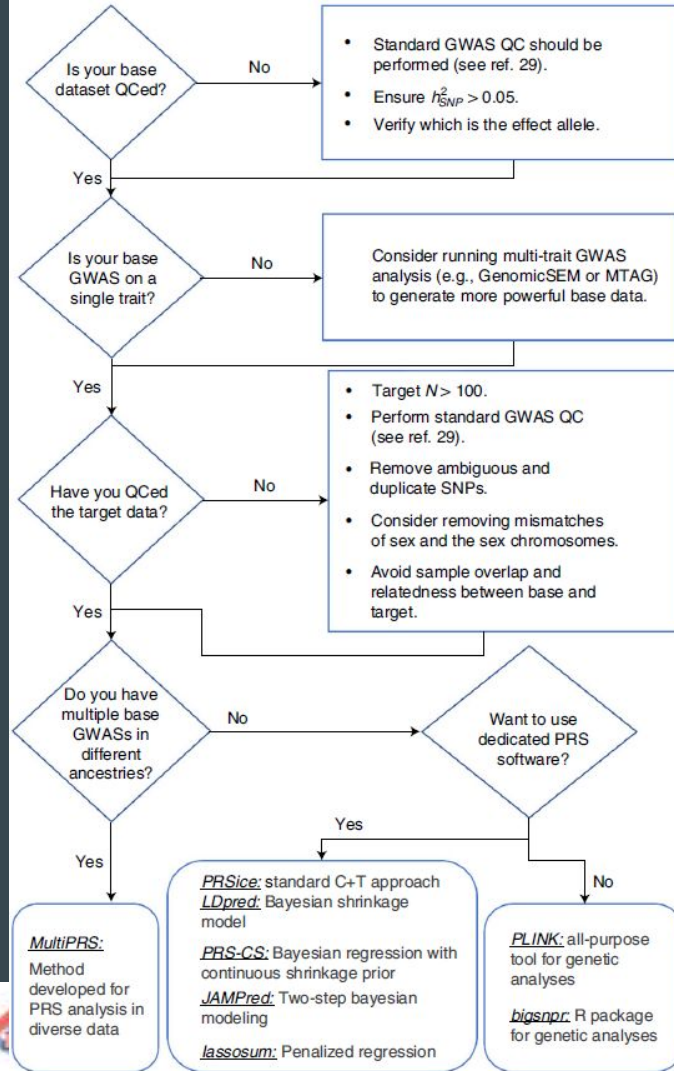 Is your base
dataset QCed?
No
• Standard GWAS QC should be
performed (see ref. 29).
• Ensure h²SNP > 0.05.
• Verify which is the effect allele.
Yes
Is your base
GWAS on a
single trait?
No
Consider running multi-trait GWAS
analysis (e.g., GenomicSEM or MTAG)
to generate more powerful base data.
Yes
Have you QCed
the target data?
No
• Target N > 100.
• Perform standard GWAS QC
(see ref. 29).
• Remove ambiguous and
duplicate SNPs.
• Consider removing mismatches
of sex and the sex chromosomes.
• Avoid sample overlap and
relatedness between base and
target.
Yes
Do you have
multiple base
GWASs in
different
ancestries?
No
Want to use
dedicated PRS
software?
Yes
MultiPRS:
Method
developed for
PRS analysis in
diverse data
Yes
PRSice: standard C+T approach
LDpred: Bayesian shrinkage
model
PRS-CS: Bayesian regression with
continuous shrinkage prior
JAMPred: Two-step bayesian
modeling
lassosum: Penalized regression
No
PLINK: all-purpose
tool for genetic
analyses
bigsnpr: R package
for genetic analyses